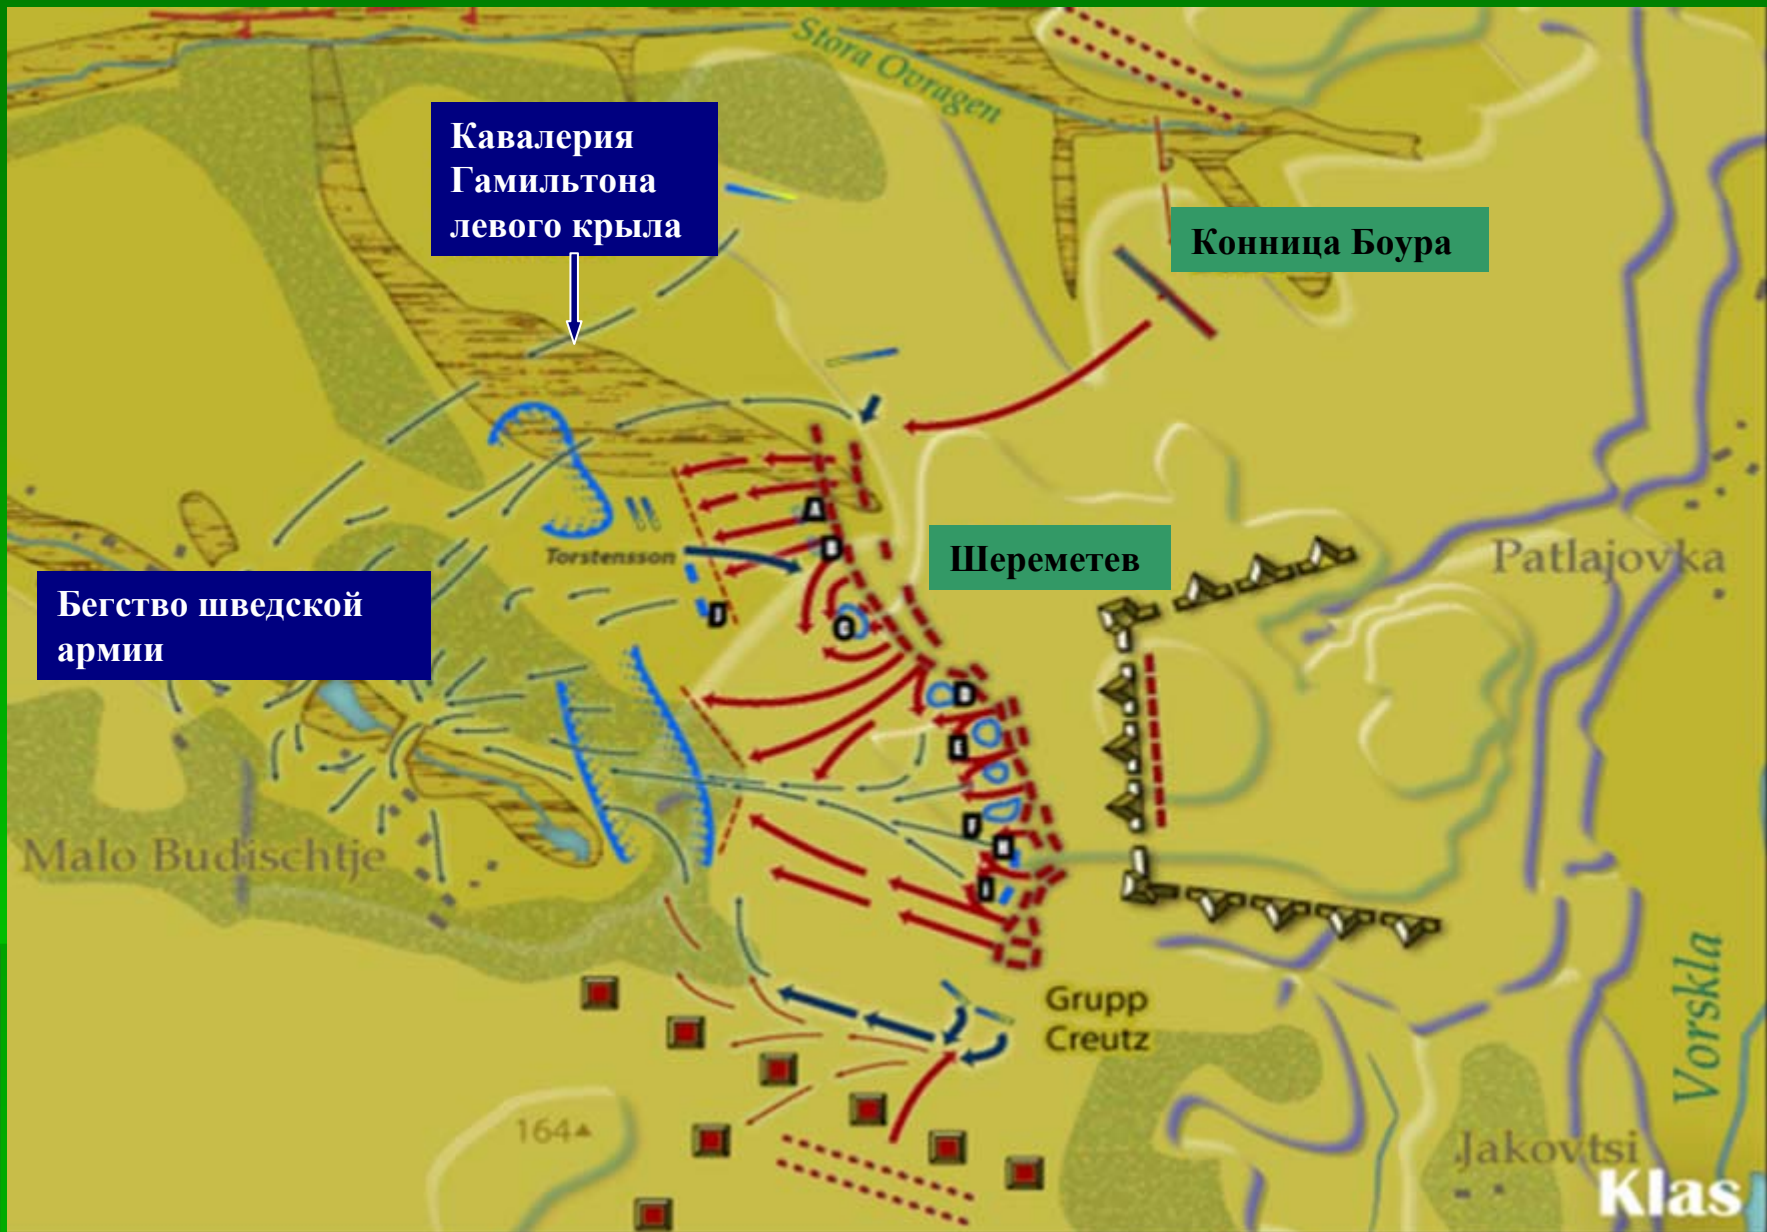 Stora Ovragen
Кавалерия
Гамильтона
левого крыла
Конница Боура
Torstensson
Шереметев
Patlajovka
Бегство шведской
армии
A
B
J
G
D
E
F
H
I
Malo Budischtje
Grupp
Creutz
Vorskla
164
Jakovtsi
Klas